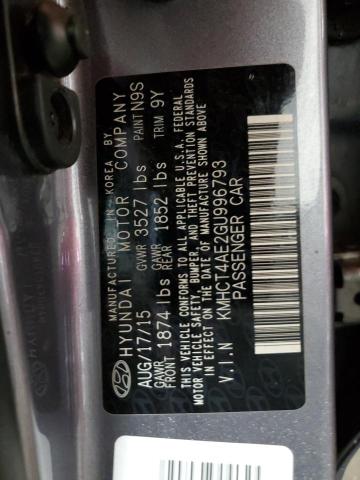 MANUFACTURED IN KOREA BY
HYUNDAI MOTOR COMPANY
AUG/17/15 GVWR 3527 lbs PAINT N9S
GAWR FRONT 1874 lbs GAWR REAR 1852 lbs TRIM 9Y
THIS VEHICLE CONFORMS TO ALL APPLICABLE U.S.A. FEDERAL
MOTOR VEHICLE SAFETY, BUMPER, AND THEFT PREVENTION STANDARDS
IN EFFECT ON THE DATE OF MANUFACTURE SHOWN ABOVE
V.I.N KMHCT4AE2GU996793
PASSENGER CAR